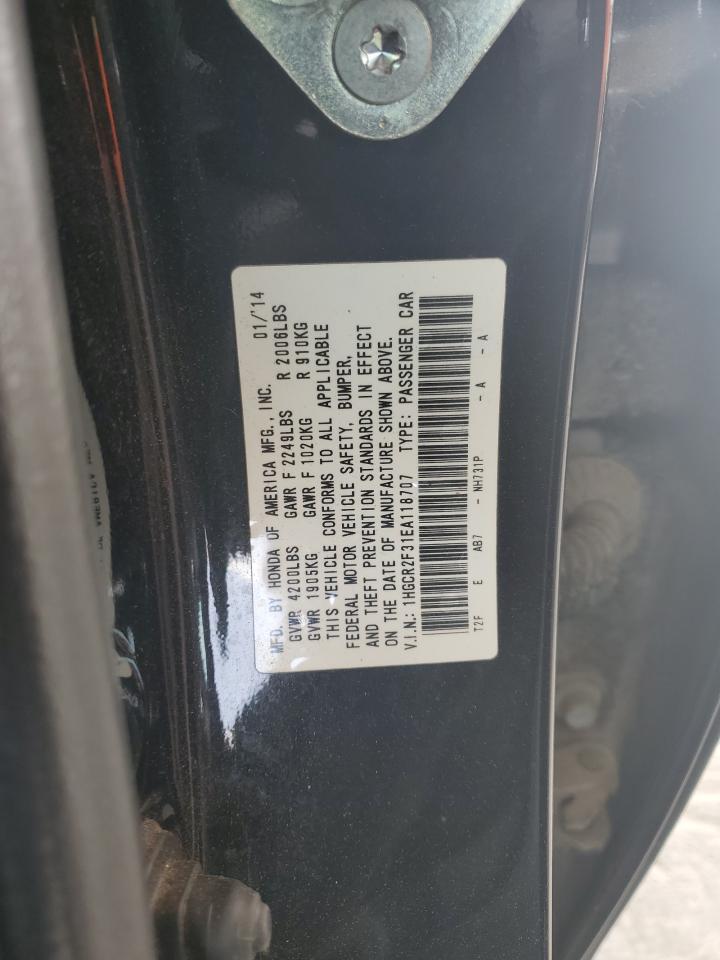 MFD. BY HONDA OF AMERICA MFG., INC. 01/'14
GVWR 4200LBS GAWR F 2249LBS R 2006LBS
GVWR 1905KG GAWR F 1020KG R 910KG
THIS VEHICLE CONFORMS TO ALL APPLICABLE
FEDERAL MOTOR VEHICLE SAFETY, BUMPER,
AND THEFT PREVENTION STANDARDS IN EFFECT
ON THE DATE OF MANUFACTURE SHOWN ABOVE.
V.I.N.: 1HGCR2F31EA118707 TYPE: PASSENGER CAR
T2F E AB7 - NH731P - A - A